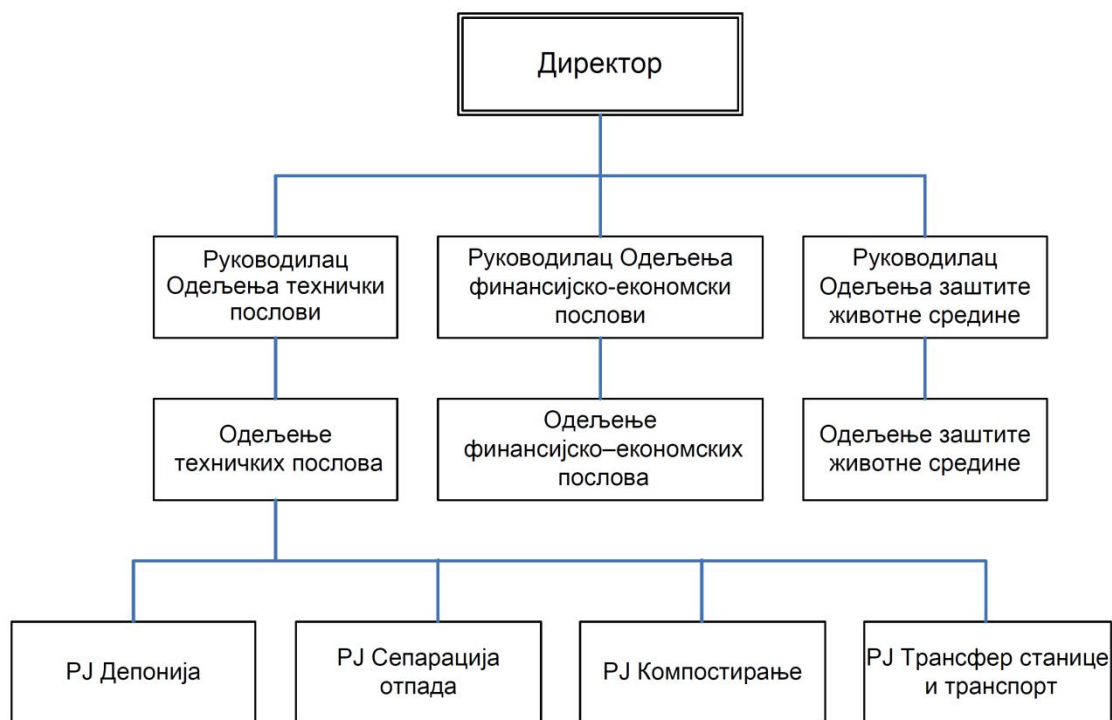 Директор
Руководилац
Одељења технички
послови
Руководилац Одељења
финансијско-економски
послови
Руководилац
Одељења заштите
животне средине
Одељење
техничких послова
Одељење
финансијско–економских
послова
Одељење заштите
животне средине
РЈ Депонија
РЈ Сепарација
отпада
РЈ Компостирање
РЈ Трансфер станице
и транспорт